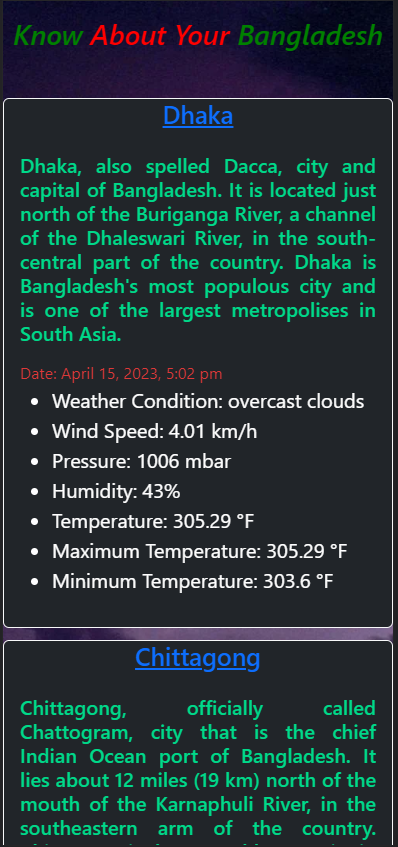 Know About Your Bangladesh
Dhaka
Dhaka, also spelled Dacca, city and
capital of Bangladesh. It is located just
north of the Buriganga River, a channel
of the Dhaleswari River, in the south-
central part of the country. Dhaka is
Bangladesh's most populous city and
is one of the largest metropolises in
South Asia.
Date: April 15, 2023, 5:02 pm
• Weather Condition: overcast clouds
• Wind Speed: 4.01 km/h
• Pressure: 1006 mbar
• Humidity: 43%
• Temperature: 305.29 °F
• Maximum Temperature: 305.29 °F
• Minimum Temperature: 303.6 °F
Chittagong
Chittagong, officially called
Chattogram, city that is the chief
Indian Ocean port of Bangladesh. It
lies about 12 miles (19 km) north of the
mouth of the Karnaphuli River, in the
southeastern arm of the country.